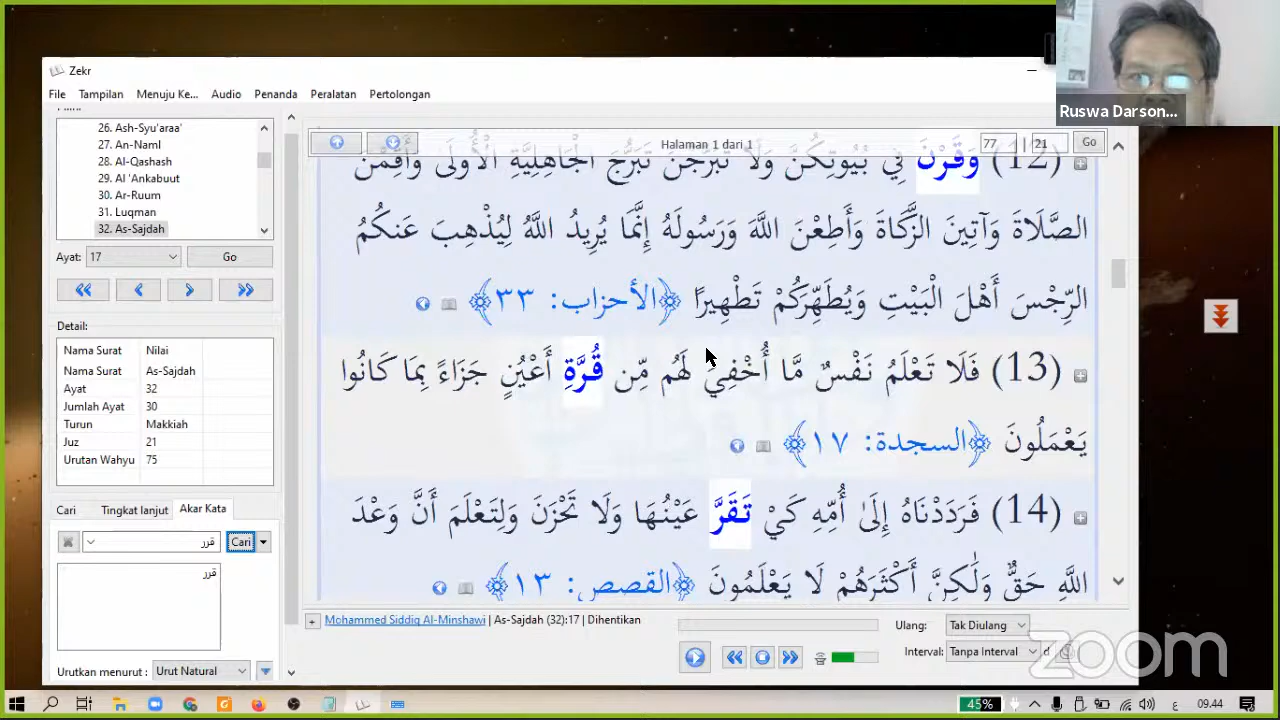 Zekr
File Tampilan Menuju Ke... Audio Penanda Peralatan Pertolongan
Ruswa Darson...
26. Ash-Syu'araa'
27. An-Naml
28. Al-Qashash
29. Al 'Ankabuut
30. Ar-Ruum
31. Luqman
32. As-Sajdah
Ayat: 17 Go
Detail:
Nama Surat Nilai
Nama Surat As-Sajdah
Ayat 32
Jumlah Ayat 30
Turun Makkiah
Juz 21
Urutan Wahyu 75
Cari Tingkat lanjut Akar Kata
قرر Cari
قرر
Urutkan menurut : Urut Natural
Halaman 1 dari 1 77 | 21 Go
(12) وَقَرْنَ فِي بُيُوتِكُنَّ وَلَا تَبَرَّجْنَ تَبَرُّجَ الْجَاهِلِيَّةِ الْأُولَى وَأَقِمْنَ
الصَّلَاةَ وَآتِينَ الزَّكَاةَ وَأَطِعْنَ اللَّهَ وَرَسُولَهُ إِنَّمَا يُرِيدُ اللَّهُ لِيُذْهِبَ عَنكُمُ
الرِّجْسَ أَهْلَ الْبَيْتِ وَيُطَهِّرَكُمْ تَطْهِيرًا ﴿الأحزاب: ٣٣﴾
(13) فَلَا تَعْلَمُ نَفْسٌ مَّا أُخْفِيَ لَهُم مِّن قُرَّةِ أَعْيُنٍ جَزَاءً بِمَا كَانُوا
يَعْمَلُونَ ﴿السجدة: ١٧﴾
(14) فَرَدَدْنَاهُ إِلَىٰ أُمِّهِ كَيْ تَقَرَّ عَيْنُهَا وَلَا تَحْزَنَ وَلِتَعْلَمَ أَنَّ وَعْدَ
اللَّهِ حَقٌّ وَلَٰكِنَّ أَكْثَرَهُمْ لَا يَعْلَمُونَ ﴿القصص: ١٣﴾
Mohammed Siddiq Al-Minshawi | As-Sajdah (32):17 | Dihentikan
Ulang: Tak Diulang
Interval: Tanpa Interval d
zoom
45% ع 09.44